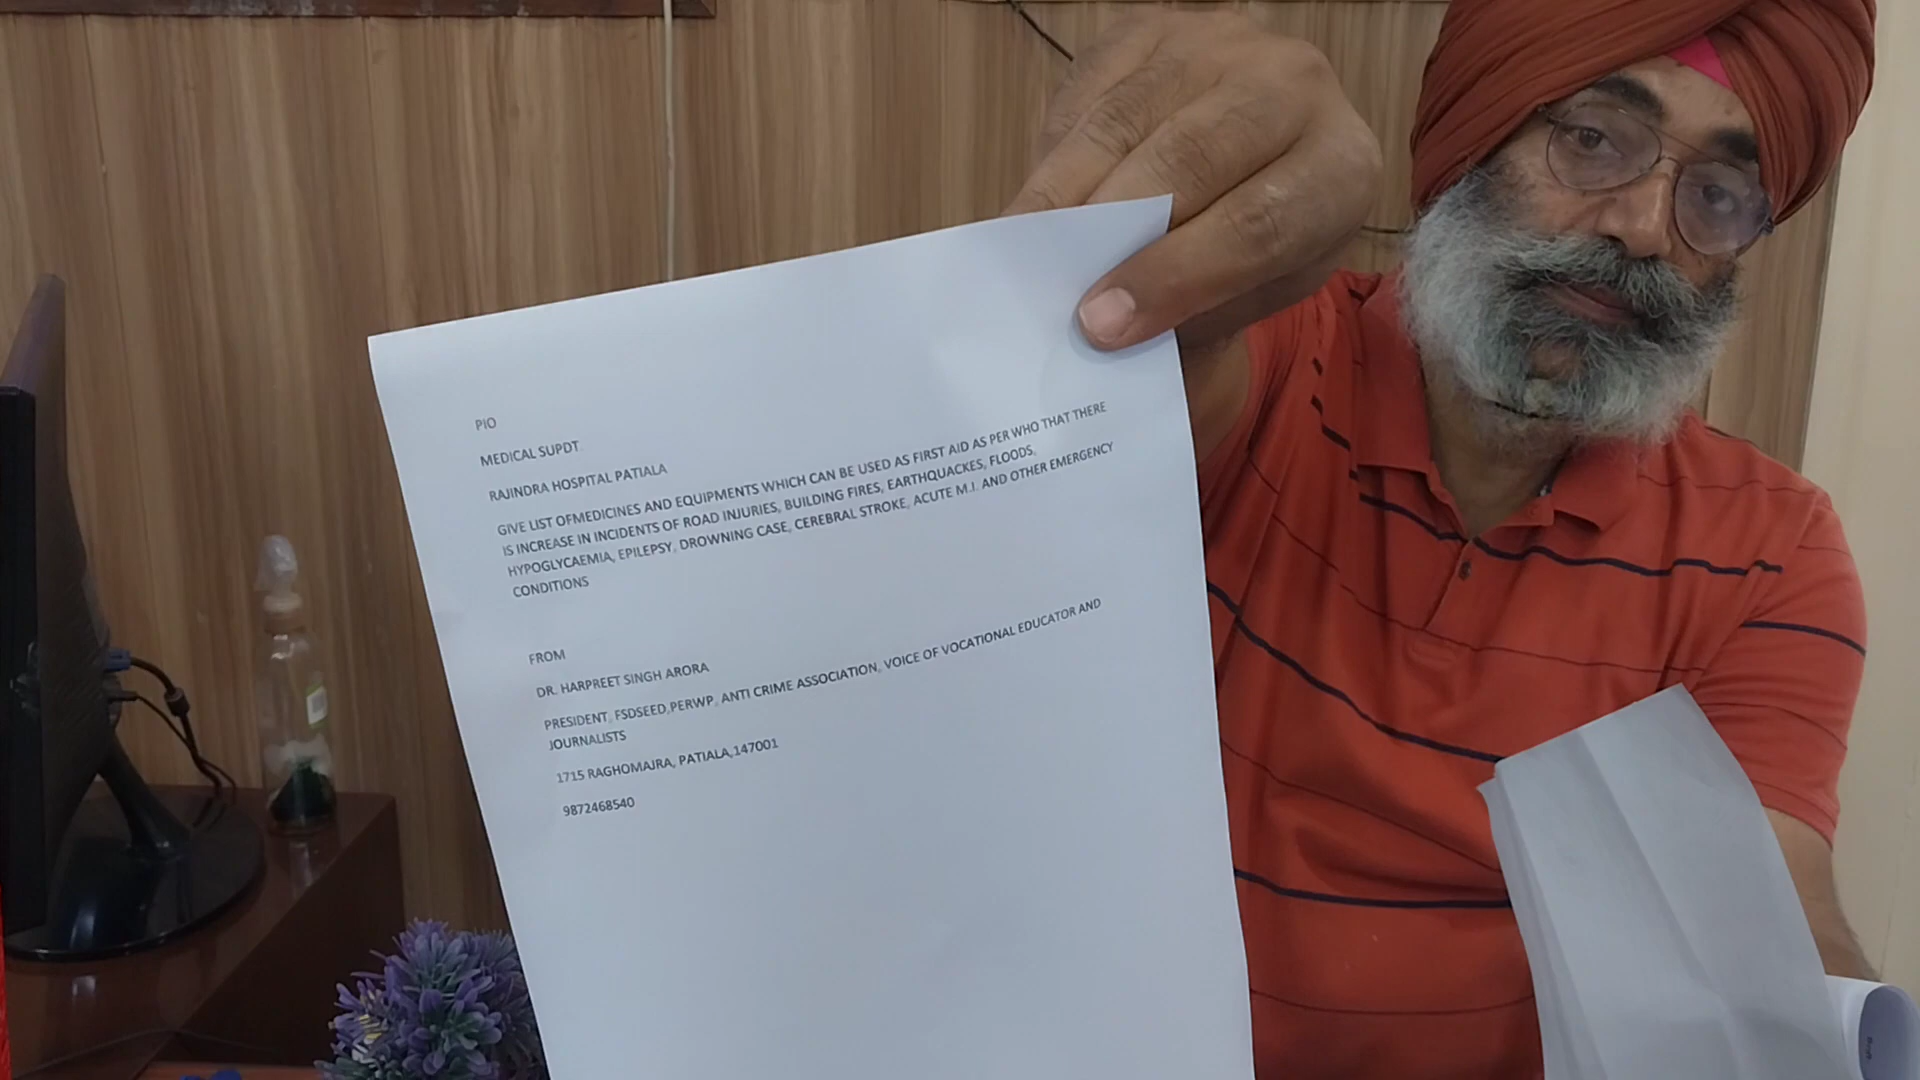 PIO
MEDICAL SUPDT
RAJINDRA HOSPITAL PATIALA
GIVE LIST OFMEDICINES AND EQUIPMENTS WHICH CAN BE USED AS FIRST AID AS PER WHO THAT THERE
IS INCREASE IN INCIDENTS OF ROAD INJURIES, BUILDING FIRES, EARTHQUACKES, FLOODS,
HYPOGLYCAEMIA, EPILEPSY, DROWNING CASE, CEREBRAL STROKE, ACUTE M.I. AND OTHER EMERGENCY
CONDITIONS
FROM
DR. HARPREET SINGH ARORA
PRESIDENT, FSDSEED,PERWP, ANTI CRIME ASSOCIATION, VOICE OF VOCATIONAL EDUCATOR AND
JOURNALISTS
1715 RAGHOMAJRA, PATIALA,147001
9872468540